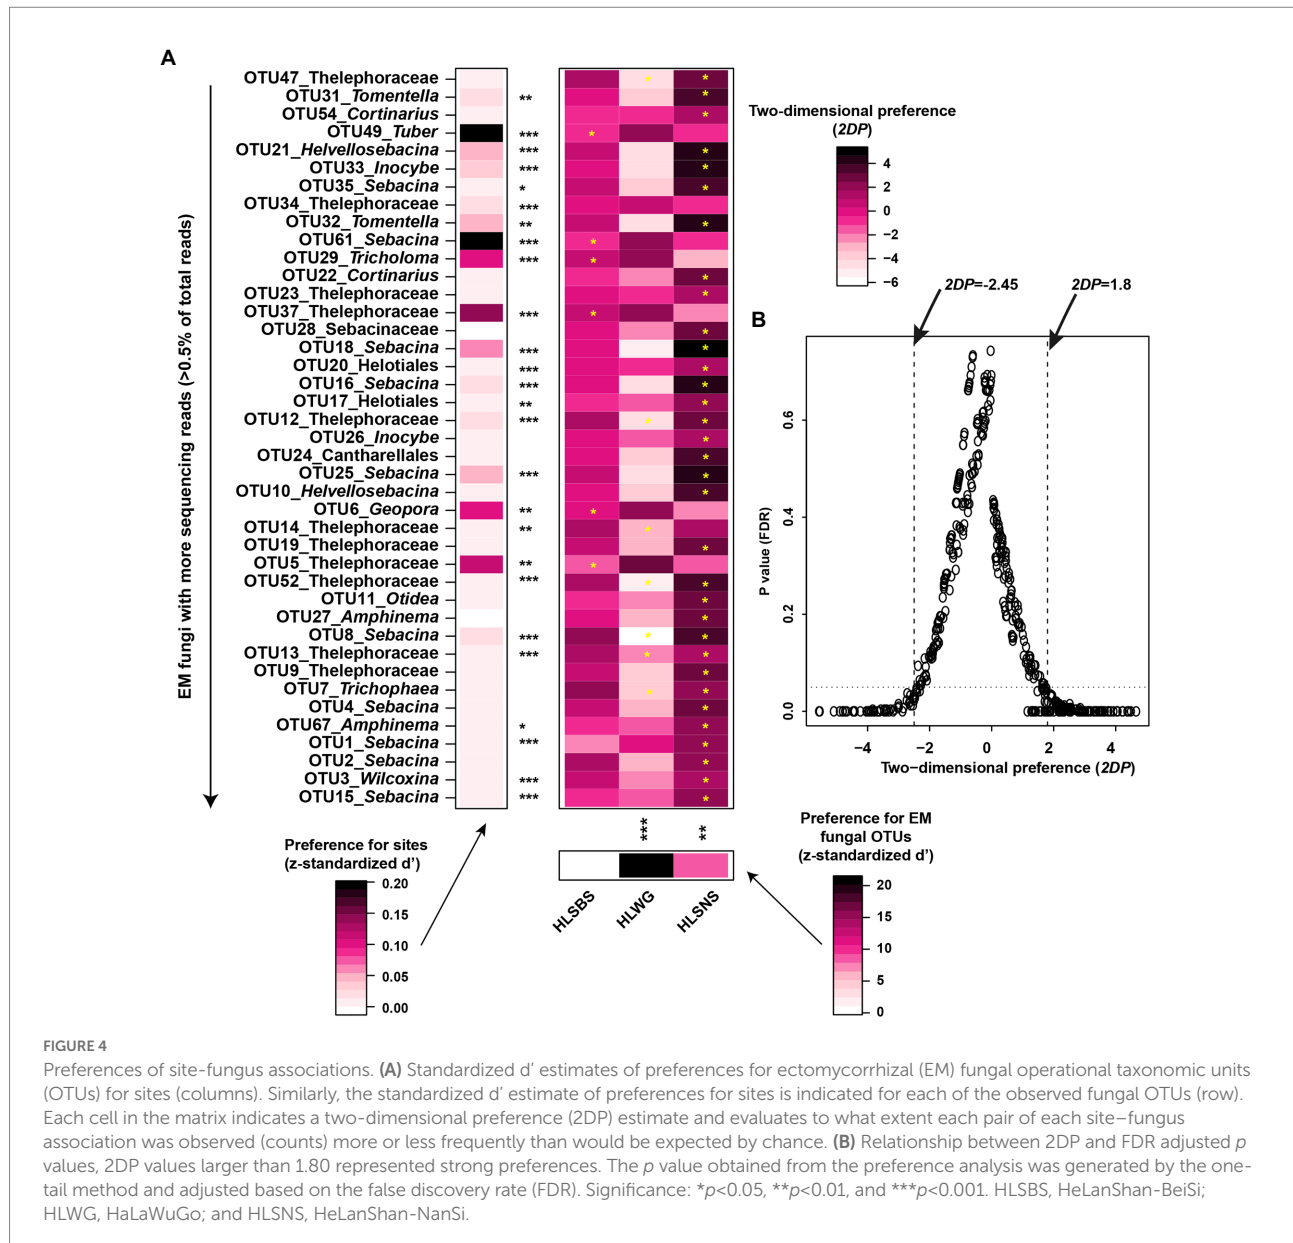 A
EM fungi with more sequencing reads (>0.5% of total reads)
OTU47_Thelephoraceae
OTU31_Tomentella **
OTU54_Cortinarius
OTU49_Tuber ***
OTU21_Helvellosebacina ***
OTU33_Inocybe ***
OTU35_Sebacina *
OTU34_Thelephoraceae ***
OTU32_Tomentella **
OTU61_Sebacina ***
OTU29_Tricholoma ***
OTU22_Cortinarius
OTU23_Thelephoraceae
OTU37_Thelephoraceae ***
OTU28_Sebacinaceae
OTU18_Sebacina ***
OTU20_Helotiales ***
OTU16_Sebacina ***
OTU17_Helotiales **
OTU12_Thelephoraceae ***
OTU26_Inocybe
OTU24_Cantharellales
OTU25_Sebacina ***
OTU10_Helvellosebacina
OTU6_Geopora **
OTU14_Thelephoraceae **
OTU19_Thelephoraceae
OTU5_Thelephoraceae **
OTU52_Thelephoraceae ***
OTU11_Otidea
OTU27_Amphinema
OTU8_Sebacina ***
OTU13_Thelephoraceae ***
OTU9_Thelephoraceae
OTU7_Trichophaea
OTU4_Sebacina
OTU67_Amphinema *
OTU1_Sebacina ***
OTU2_Sebacina
OTU3_Wilcoxina ***
OTU15_Sebacina ***
*** **
HLSBS HLWG HLSNS
Preference for sites
(z-standardized d')
0.20
0.15
0.10
0.05
0.00
Two-dimensional preference
(2DP)
4
2
0
−2
−4
−6
B
2DP=-2.45 2DP=1.8
P value (FDR)
0.6
0.4
0.2
0.0
−4 −2 0 2 4
Two−dimensional preference (2DP)
Preference for EM
fungal OTUs
(z-standardized d')
20
15
10
5
0
FIGURE 4
Preferences of site-fungus associations. (A) Standardized d' estimates of preferences for ectomycorrhizal (EM) fungal operational taxonomic units
(OTUs) for sites (columns). Similarly, the standardized d' estimate of preferences for sites is indicated for each of the observed fungal OTUs (row).
Each cell in the matrix indicates a two-dimensional preference (2DP) estimate and evaluates to what extent each pair of each site–fungus
association was observed (counts) more or less frequently than would be expected by chance. (B) Relationship between 2DP and FDR adjusted p
values, 2DP values larger than 1.80 represented strong preferences. The p value obtained from the preference analysis was generated by the one-
tail method and adjusted based on the false discovery rate (FDR). Significance: *p<0.05, **p<0.01, and ***p<0.001. HLSBS, HeLanShan-BeiSi;
HLWG, HaLaWuGo; and HLSNS, HeLanShan-NanSi.